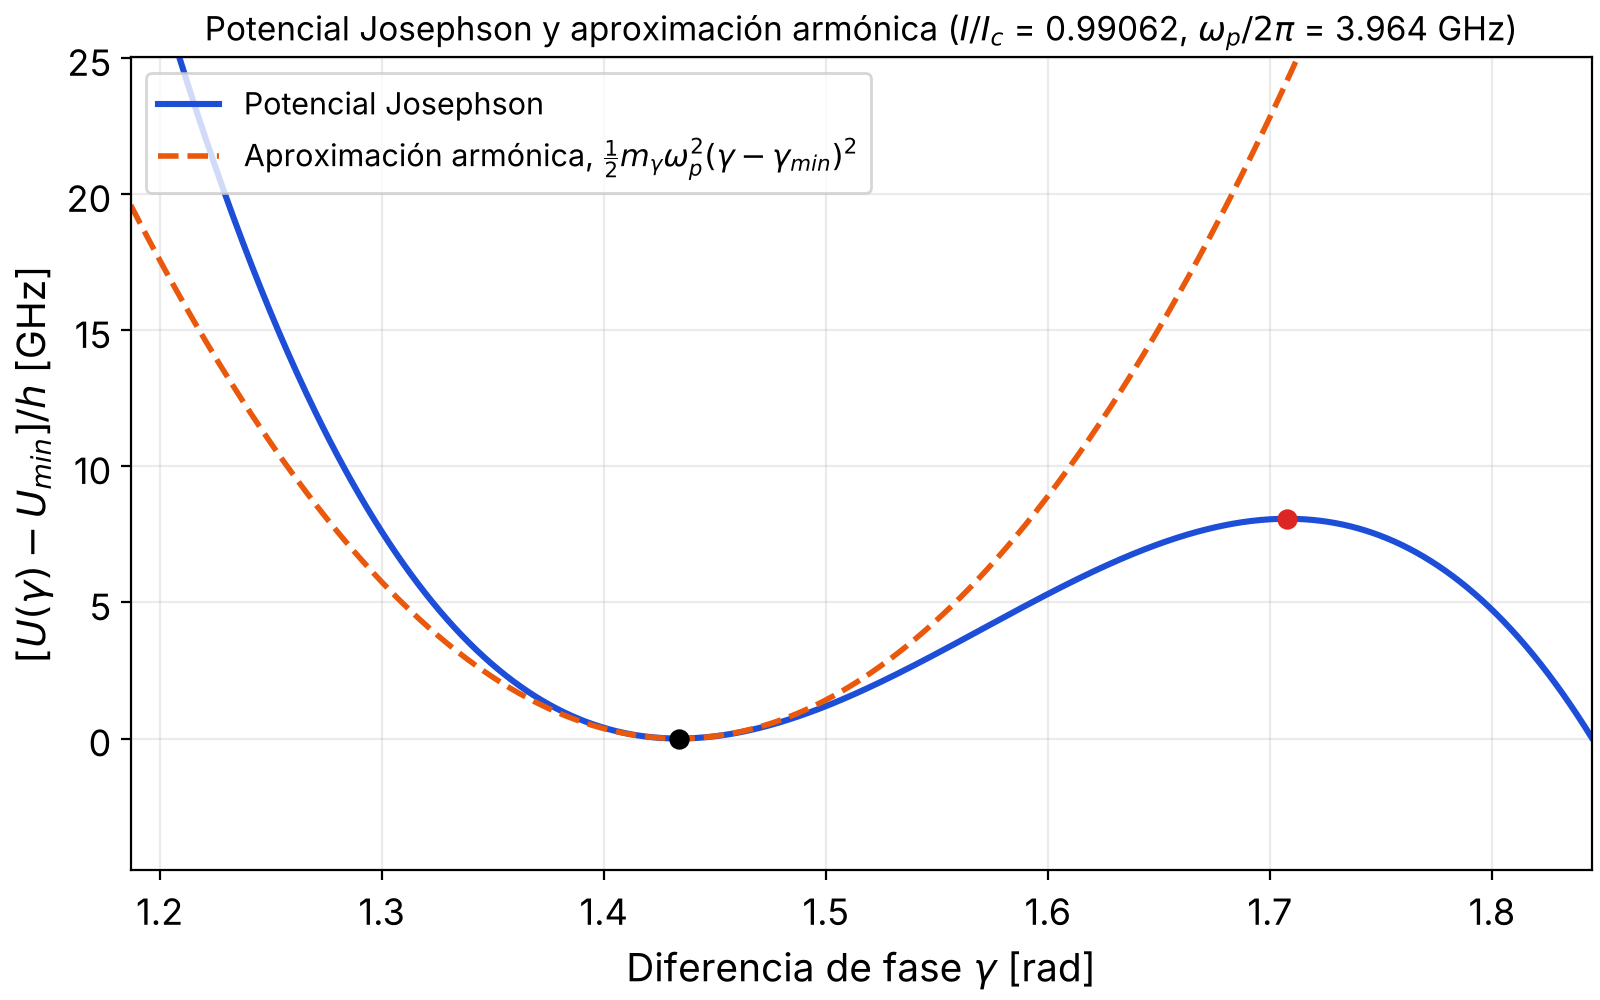 Potencial Josephson y aproximación armónica (I/I_c = 0.99062, ω_p/2π = 3.964 GHz)
Potencial Josephson
Aproximación armónica, ½m_γω_p²(γ − γ_min)²
[U(γ) − U_min]/h [GHz]
25
20
15
10
5
0
1.2 1.3 1.4 1.5 1.6 1.7 1.8
Diferencia de fase γ [rad]